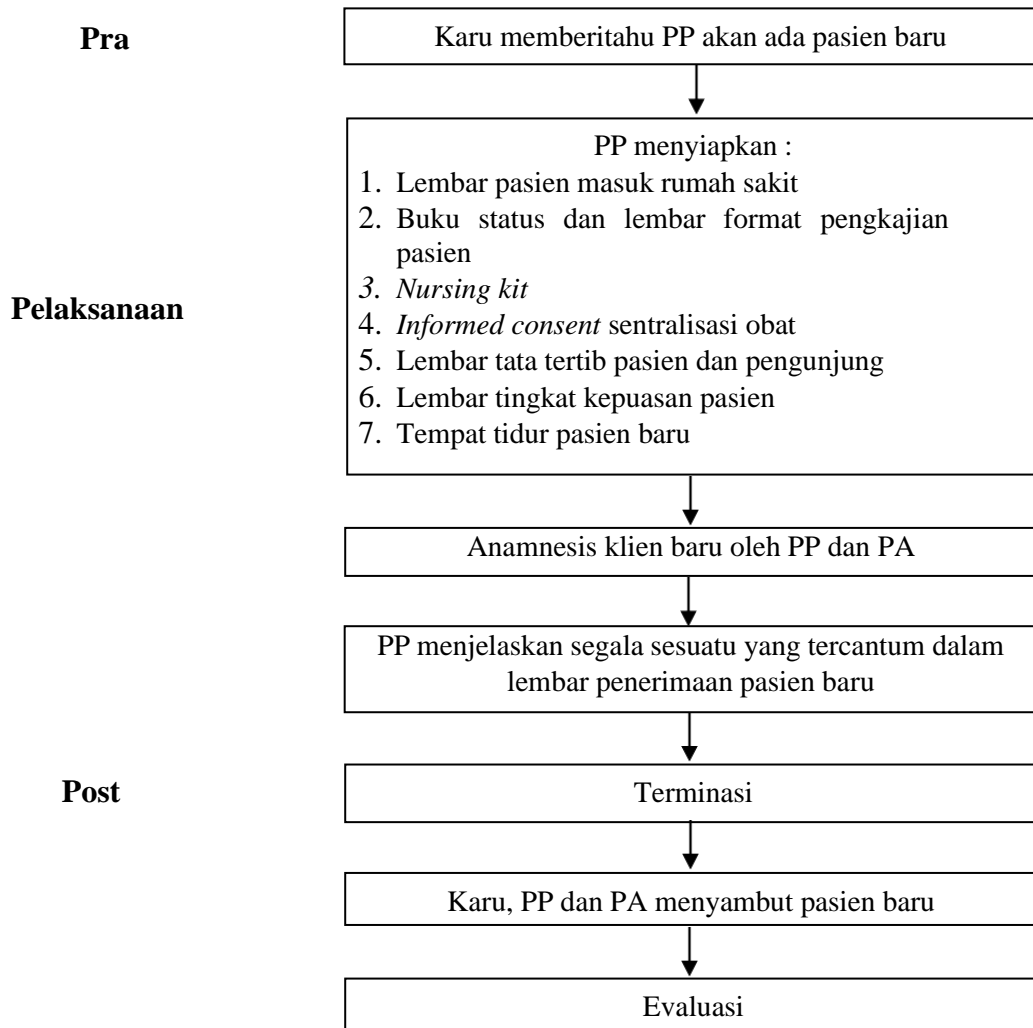 Pra
Karu memberitahu PP akan ada pasien baru
Pelaksanaan
PP menyiapkan :
1. Lembar pasien masuk rumah sakit
2. Buku status dan lembar format pengkajian
pasien
3. Nursing kit
4. Informed consent sentralisasi obat
5. Lembar tata tertib pasien dan pengunjung
6. Lembar tingkat kepuasan pasien
7. Tempat tidur pasien baru
Anamnesis klien baru oleh PP dan PA
PP menjelaskan segala sesuatu yang tercantum dalam
lembar penerimaan pasien baru
Post
Terminasi
Karu, PP dan PA menyambut pasien baru
Evaluasi